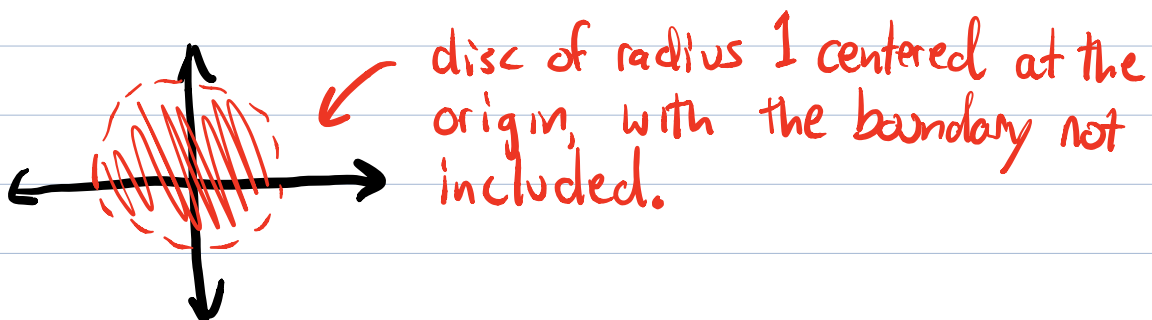 disc of radius 1 centered at the
origin, with the boundary not
included.